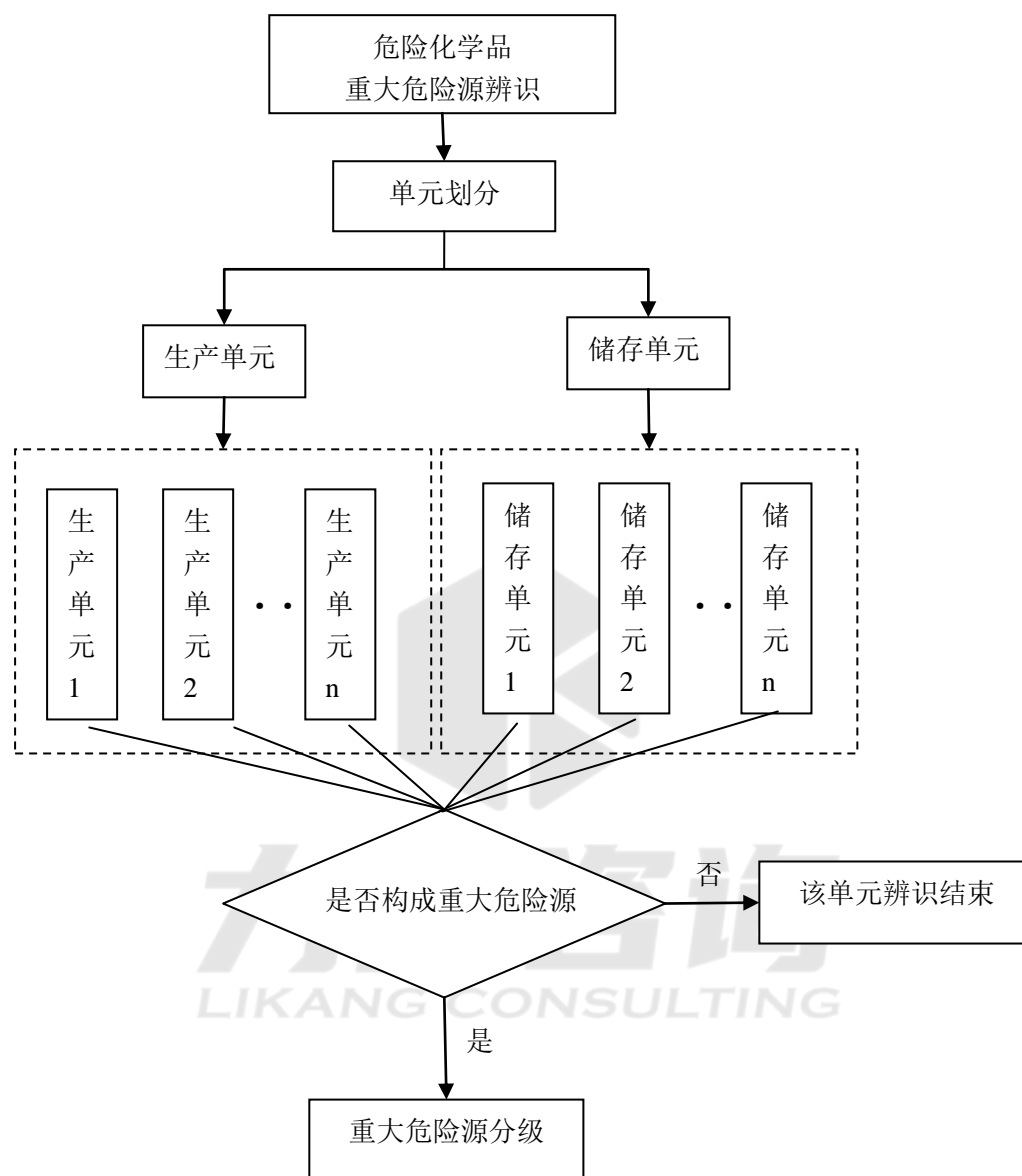 危险化学品
重大危险源辨识
单元划分
生产单元
储存单元
生产单元1
生产单元2
··
生产单元n
储存单元1
储存单元2
··
储存单元n
是否构成重大危险源
否
该单元辨识结束
是
重大危险源分级
咨询
LIKANG CONSULTING